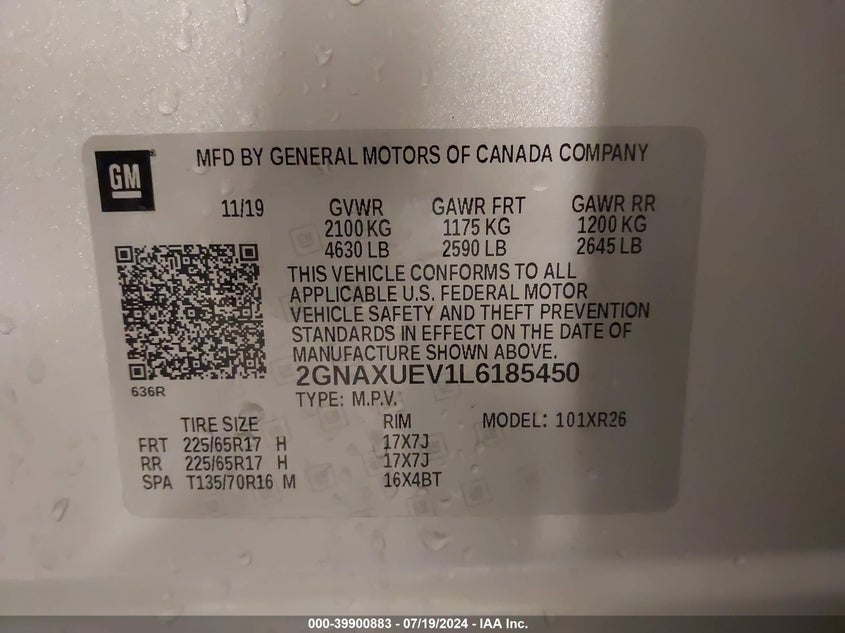 GM
MFD BY GENERAL MOTORS OF CANADA COMPANY
11/19 GVWR GAWR FRT GAWR RR
2100 KG 1175 KG 1200 KG
4630 LB 2590 LB 2645 LB
THIS VEHICLE CONFORMS TO ALL
APPLICABLE U.S. FEDERAL MOTOR
VEHICLE SAFETY AND THEFT PREVENTION
STANDARDS IN EFFECT ON THE DATE OF
MANUFACTURE SHOWN ABOVE.
636R
2GNAXUEV1L6185450
TYPE: M.P.V.
TIRE SIZE RIM MODEL: 101XR26
FRT 225/65R17 H 17X7J
RR 225/65R17 H 17X7J
SPA T135/70R16 M 16X4BT
000-39900883 - 07/19/2024 - IAA Inc.